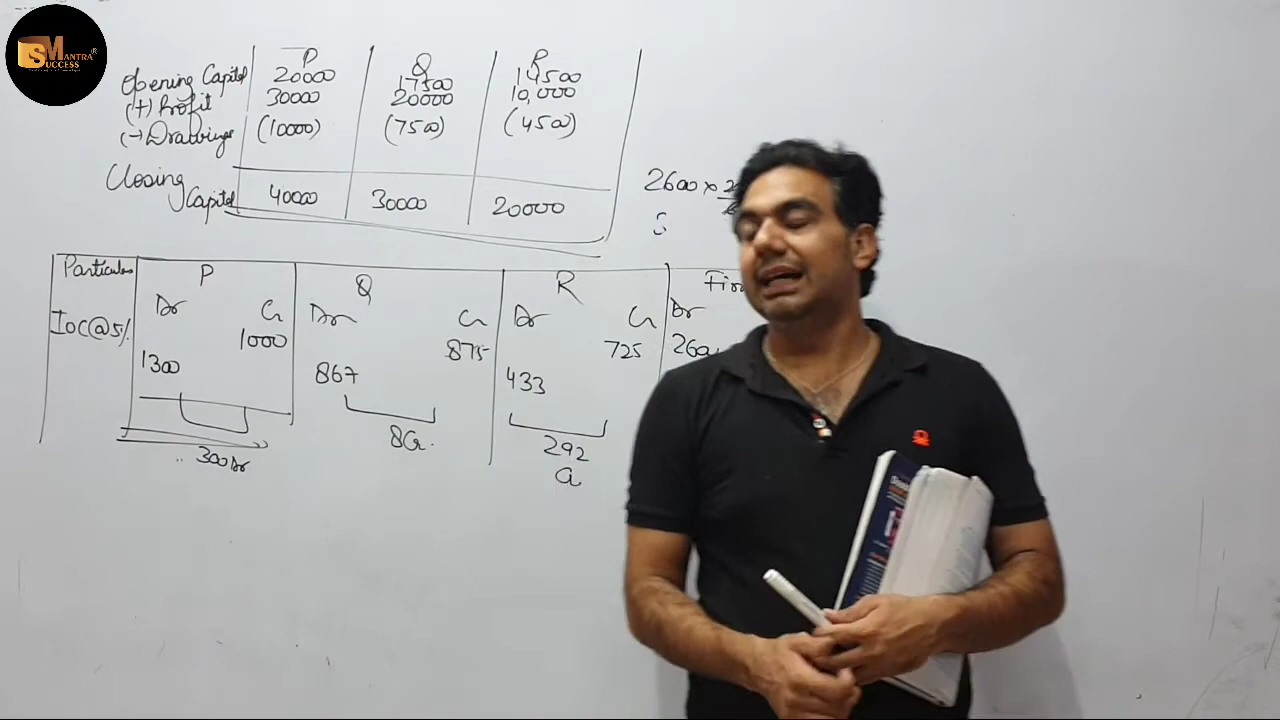 SUCCESS MANTRA®
P Q R
Opening Capital 20000 17500 14500
(+) Profit 30000 20000 10,000
(-) Drawings (10000) (7500) (4500)
Closing Capital 40000 30000 20000
2600 ×
Particulars P Q R Fir
Dr Cr Dr Cr Dr Cr Dr
IOC@5% 1000 875 725 260
1300 867 433
300 Dr 8 Cr. 292 Cr